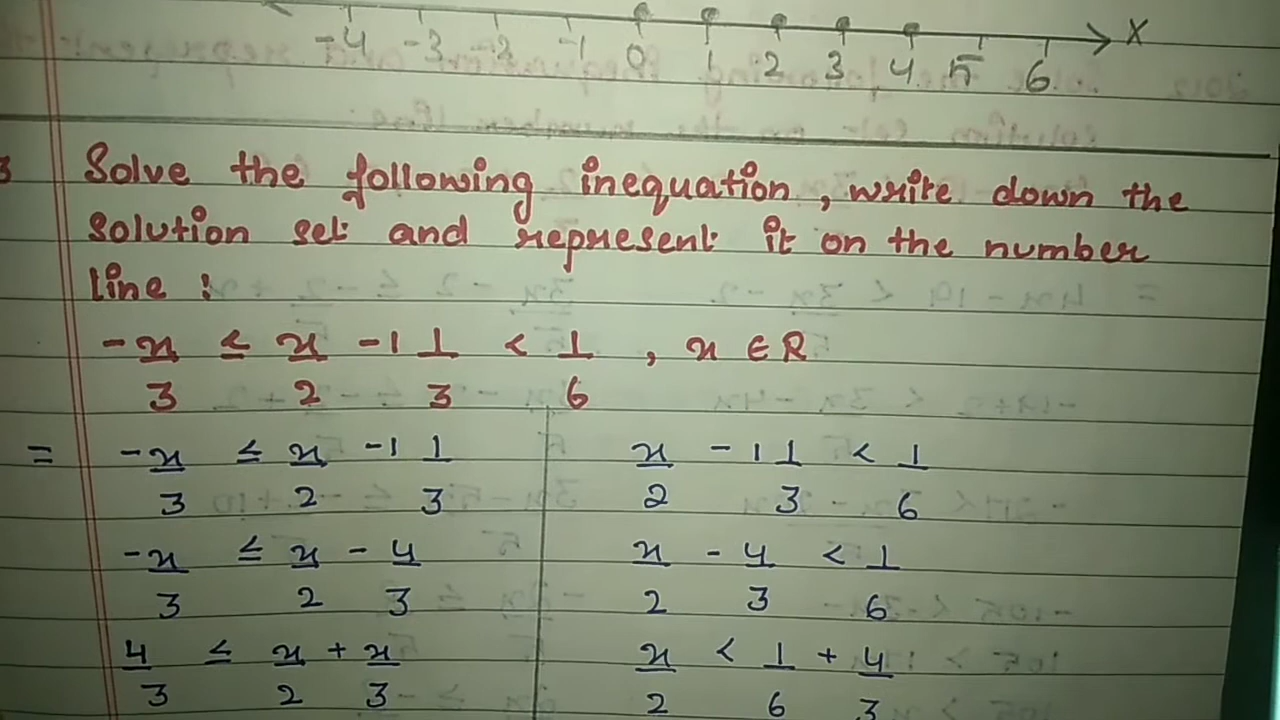 -4 -3 -2 -1 0 1 2 3 4 5 6 X
3 Solve the following inequation, write down the
solution set and represent it on the number
line :
-x/3 ≤ x/2 - 1 1/3 < 1/6 , x ∈ R
= -x/3 ≤ x/2 - 1 1/3 x/2 - 1 1/3 < 1/6
-x/3 ≤ x/2 - 4/3 x/2 - 4/3 < 1/6
4/3 ≤ x/2 + x/3 x/2 < 1/6 + 4/3